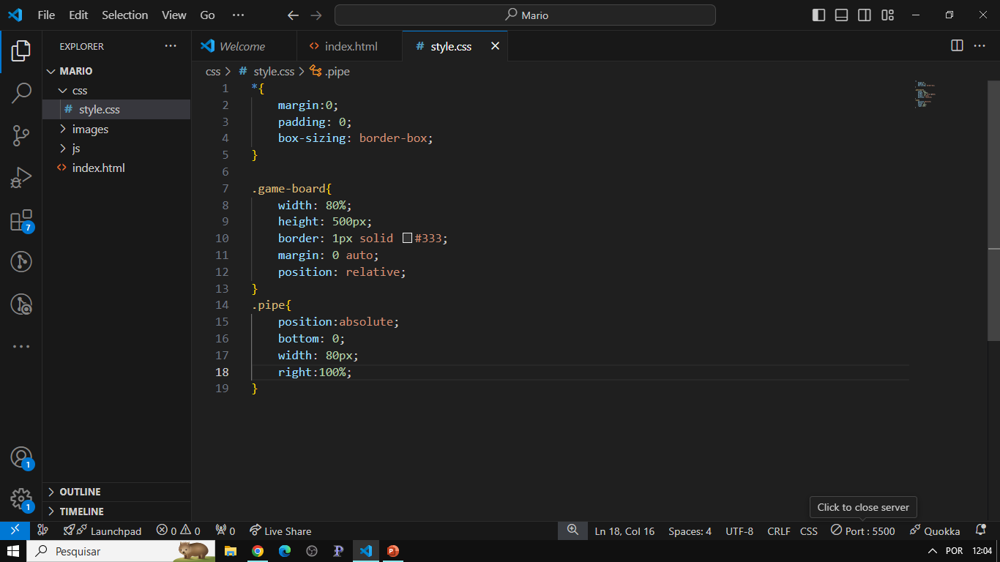 File Edit Selection View Go ··· Mario
EXPLORER ···
Welcome
index.html
style.css
MARIO
css
style.css
images
js
index.html
css > style.css > .pipe
1 *{
2 margin:0;
3 padding: 0;
4 box-sizing: border-box;
5 }
6
7 .game-board{
8 width: 80%;
9 height: 500px;
10 border: 1px solid #333;
11 margin: 0 auto;
12 position: relative;
13 }
14 .pipe{
15 position:absolute;
16 bottom: 0;
17 width: 80px;
18 right:100%;
19 }
7
1
1
OUTLINE
TIMELINE
Click to close server
Launchpad 0 0 0 Live Share Ln 18, Col 16 Spaces: 4 UTF-8 CRLF CSS Port : 5500 Quokka
Pesquisar POR 12:04